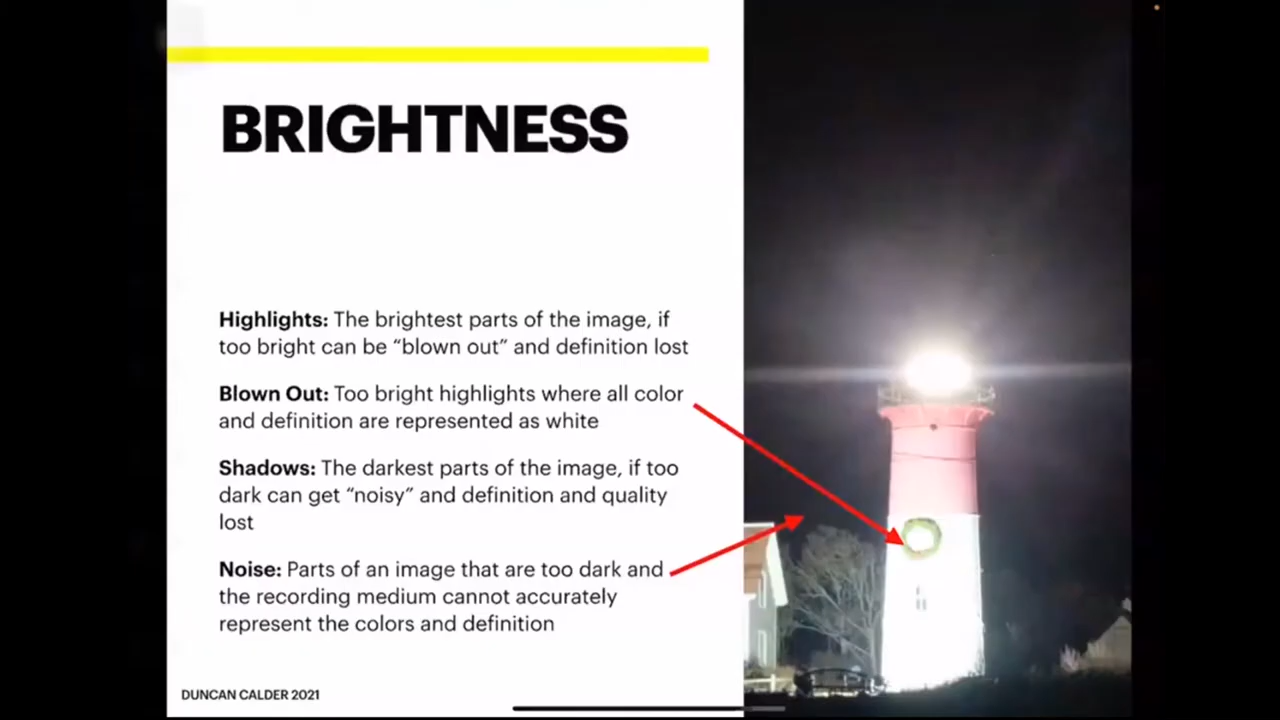 BRIGHTNESS
Highlights: The brightest parts of the image, if
too bright can be “blown out” and definition lost
Blown Out: Too bright highlights where all color
and definition are represented as white
Shadows: The darkest parts of the image, if too
dark can get “noisy” and definition and quality
lost
Noise: Parts of an image that are too dark and
the recording medium cannot accurately
represent the colors and definition
DUNCAN CALDER 2021